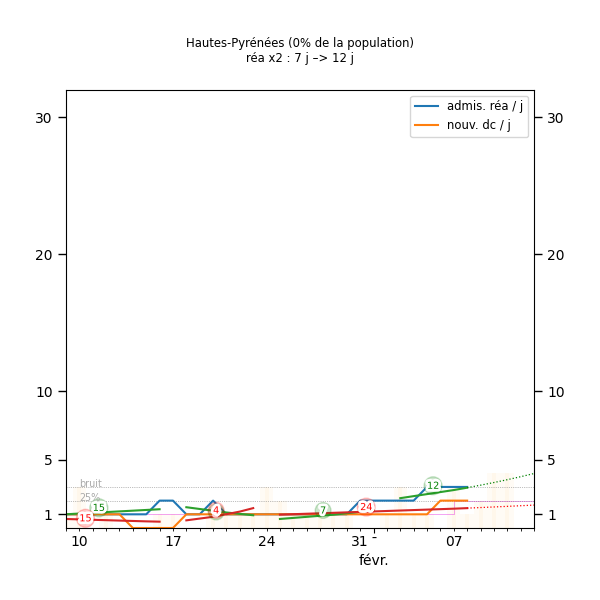 Hautes-Pyrénées (0% de la population)
réa x2 : 7 j –> 12 j
admis. réa / j
nouv. dc / j
30 30
20 20
10 10
5 5
bruit
25%
1 1
15 15 4 7 24 12
10 17 24 31 07
févr.